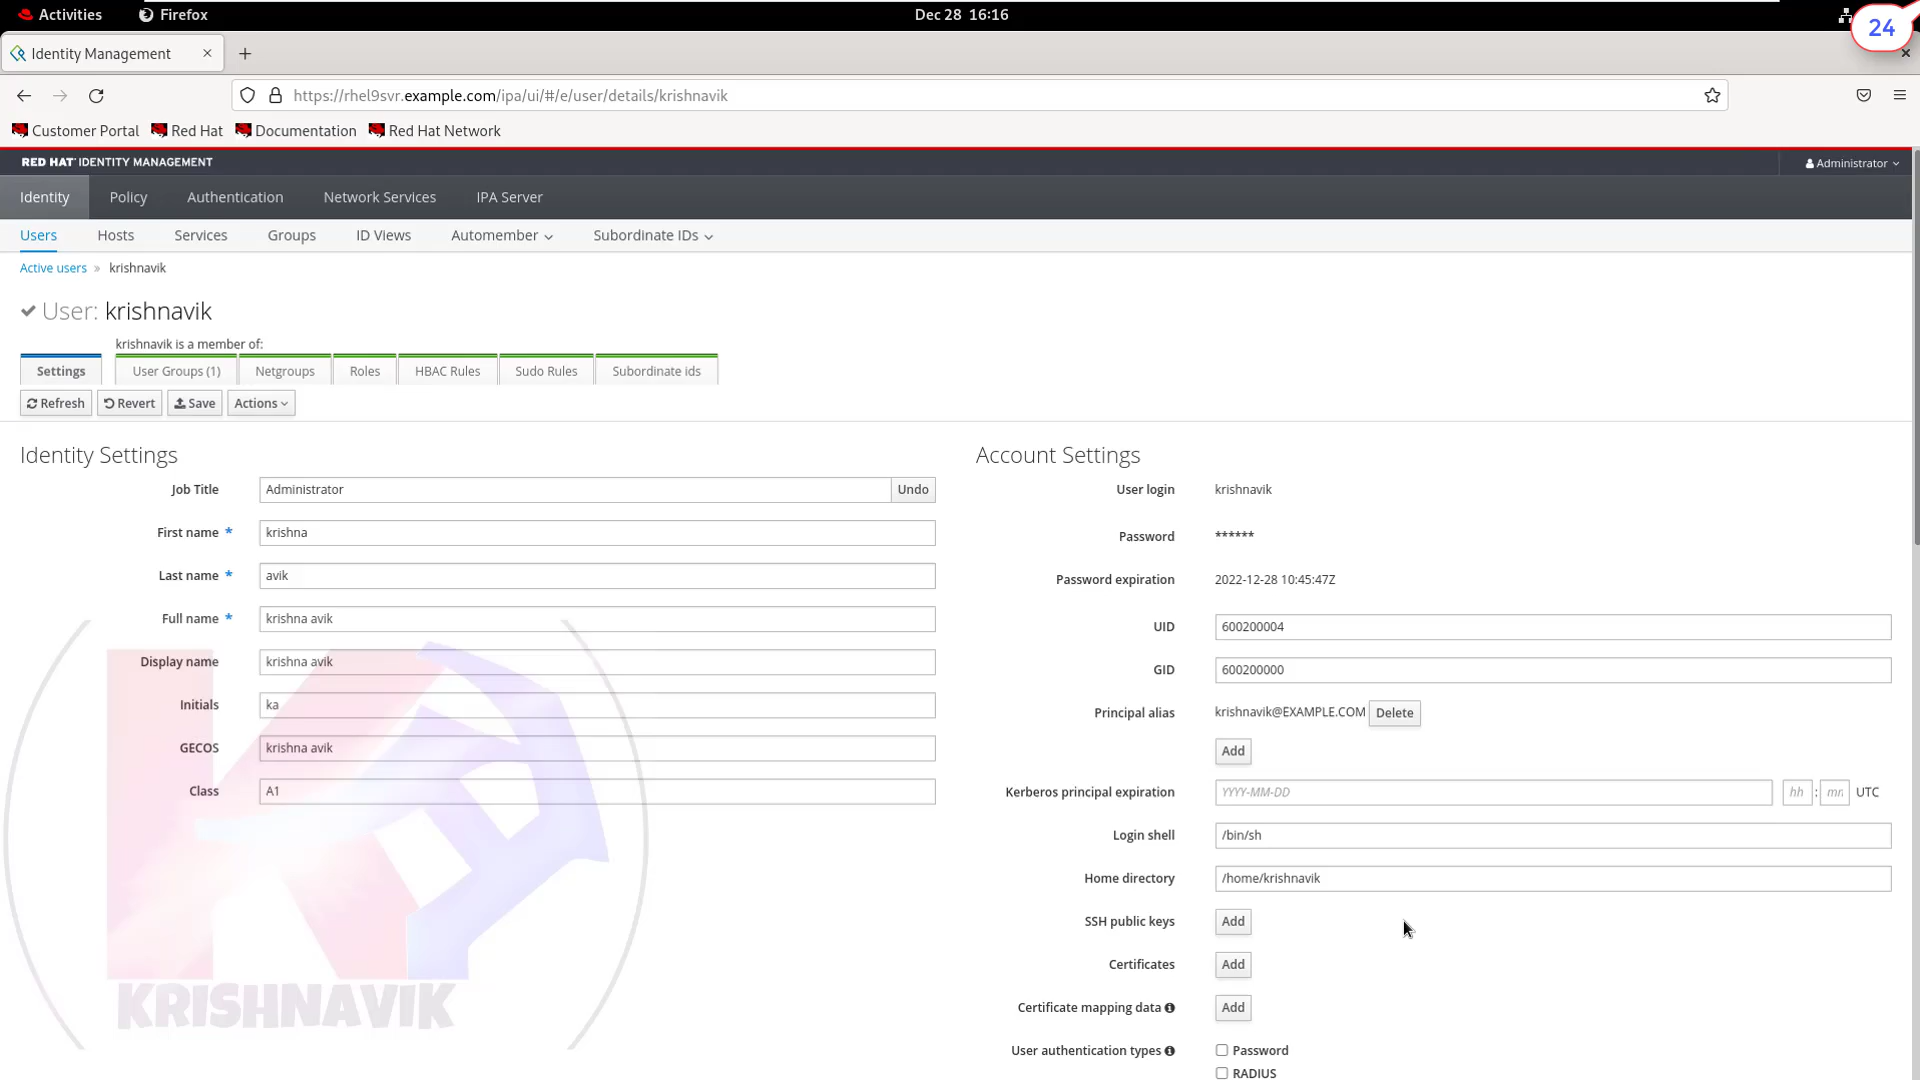 Activities Firefox Dec 28 16:16
24
Identity Management
https://rhel9svr.example.com/ipa/ui/#/e/user/details/krishnavik
Customer Portal Red Hat Documentation Red Hat Network
RED HAT IDENTITY MANAGEMENT Administrator
Identity Policy Authentication Network Services IPA Server
Users Hosts Services Groups ID Views Automember Subordinate IDs
Active users » krishnavik
User: krishnavik
krishnavik is a member of:
Settings User Groups (1) Netgroups Roles HBAC Rules Sudo Rules Subordinate ids
Refresh Revert Save Actions
Identity Settings
Job Title Administrator Undo
First name * krishna
Last name * avik
Full name * krishna avik
Display name krishna avik
Initials ka
GECOS krishna avik
Class A1
KRISHNAVIK
Account Settings
User login krishnavik
Password ******
Password expiration 2022-12-28 10:45:47Z
UID 600200004
GID 600200000
Principal alias krishnavik@EXAMPLE.COM Delete
Add
Kerberos principal expiration YYYY-MM-DD hh : mm UTC
Login shell /bin/sh
Home directory /home/krishnavik
SSH public keys Add
Certificates Add
Certificate mapping data Add
User authentication types Password
RADIUS